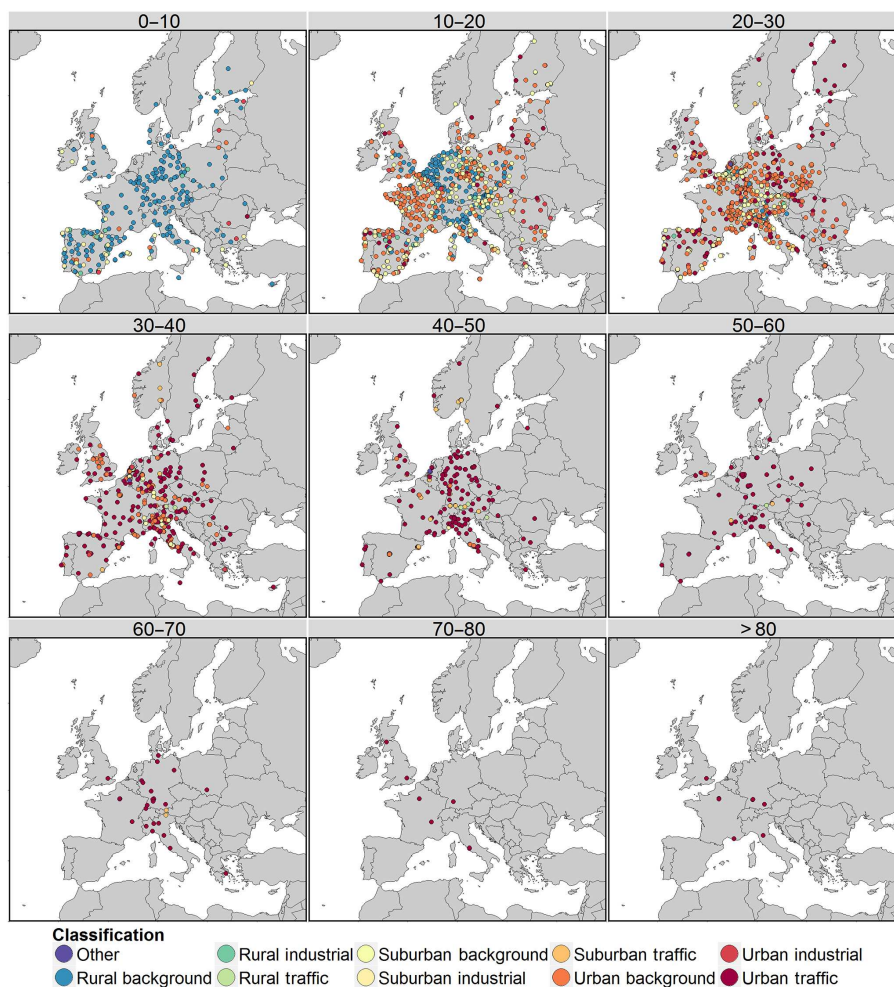 0–10 10–20 20–30
30–40 40–50 50–60
60–70 70–80 > 80
Classification
Other Rural industrial Suburban background Suburban traffic Urban industrial
Rural background Rural traffic Suburban industrial Urban background Urban traffic